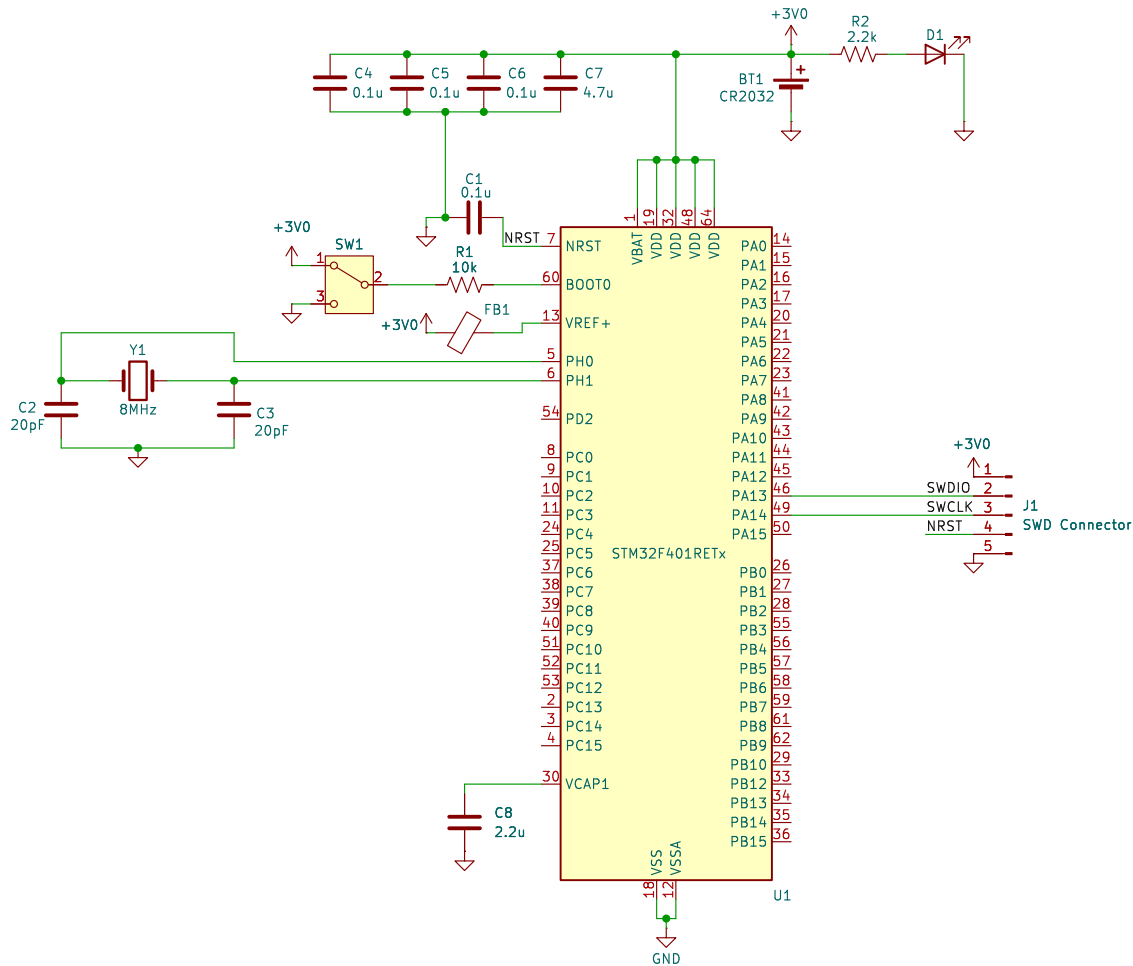 +3V0
R2
2.2k
D1
C4
0.1u
C5
0.1u
C6
0.1u
C7
4.7u
BT1
CR2032
+
C1
0.1u
+3V0
SW1
1
2
3
R1
10k
NRST
FB1
+3V0
Y1
8MHz
C2
20pF
C3
20pF
1 VBAT
19 VDD
32 VDD
48 VDD
64 VDD
7 NRST
60 BOOT0
13 VREF+
5 PH0
6 PH1
54 PD2
8 PC0
9 PC1
10 PC2
11 PC3
24 PC4
25 PC5
37 PC6
38 PC7
39 PC8
40 PC9
51 PC10
52 PC11
53 PC12
2 PC13
3 PC14
4 PC15
30 VCAP1
C8
2.2u
STM32F401RETx
PA0 14
PA1 15
PA2 16
PA3 17
PA4 20
PA5 21
PA6 22
PA7 23
PA8 41
PA9 42
PA10 43
PA11 44
PA12 45
PA13 46
PA14 49
PA15 50
PB0 26
PB1 27
PB2 28
PB3 55
PB4 56
PB5 57
PB6 58
PB7 59
PB8 61
PB9 62
PB10 29
PB12 33
PB13 34
PB14 35
PB15 36
VSS 18
VSSA 12
U1
GND
+3V0
1
SWDIO 2
SWCLK 3
NRST 4
5
J1
SWD Connector